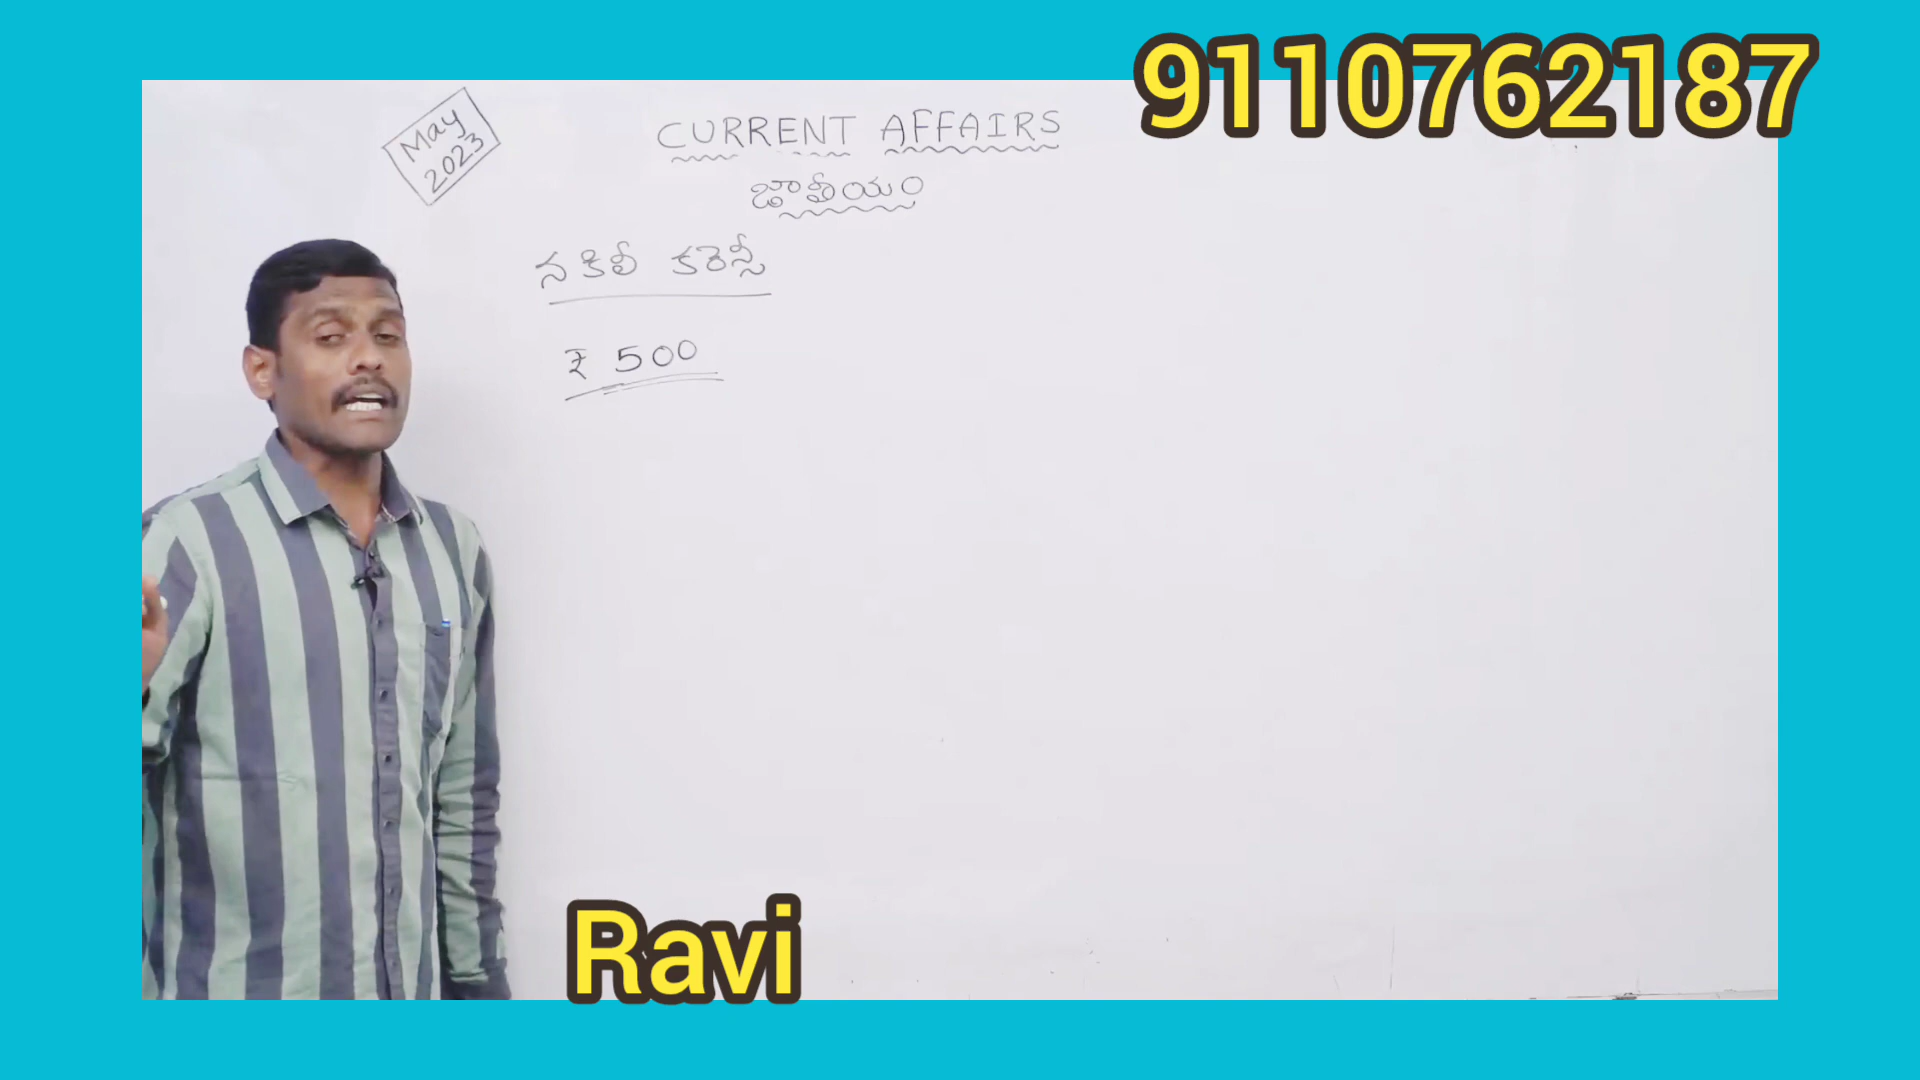 9110762187
May
2023
CURRENT AFFAIRS
జాతీయం
నకిలీ కరెన్సీ
₹ 500
Ravi